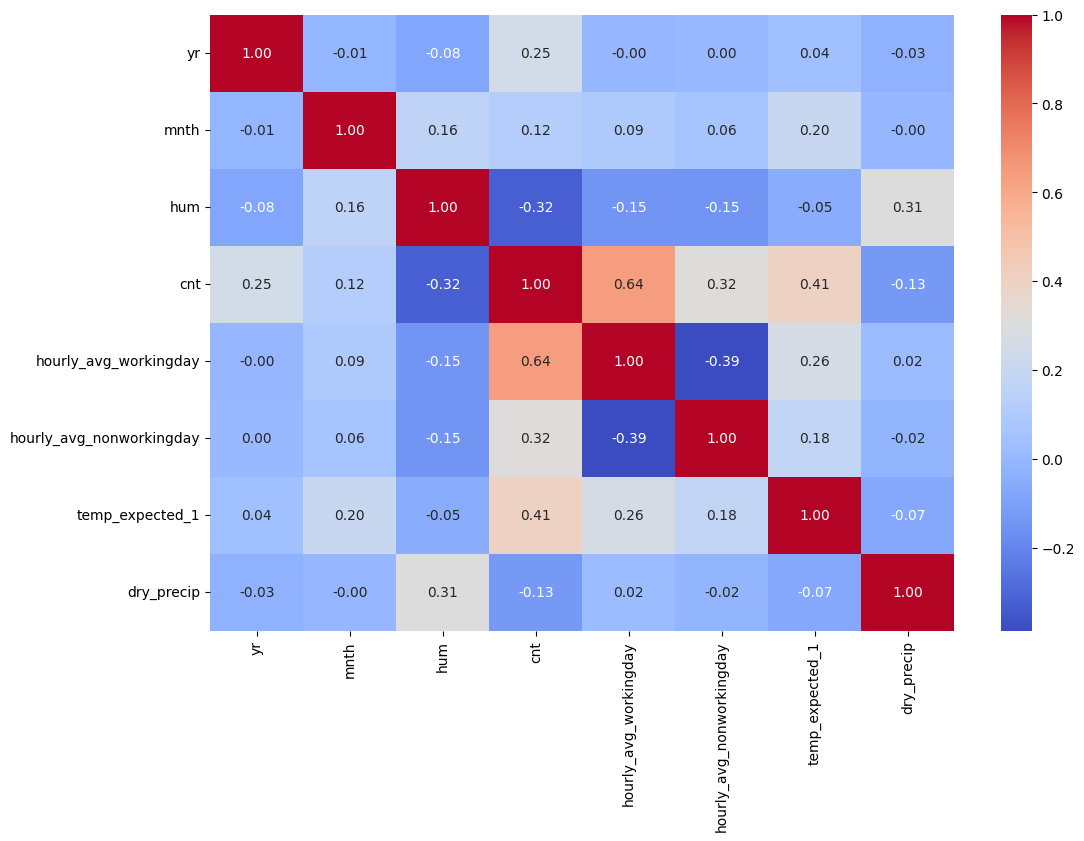 yr 1.00 -0.01 -0.08 0.25 -0.00 0.00 0.04 -0.03
mnth -0.01 1.00 0.16 0.12 0.09 0.06 0.20 -0.00
hum -0.08 0.16 1.00 -0.32 -0.15 -0.15 -0.05 0.31
cnt 0.25 0.12 -0.32 1.00 0.64 0.32 0.41 -0.13
hourly_avg_workingday -0.00 0.09 -0.15 0.64 1.00 -0.39 0.26 0.02
hourly_avg_nonworkingday 0.00 0.06 -0.15 0.32 -0.39 1.00 0.18 -0.02
temp_expected_1 0.04 0.20 -0.05 0.41 0.26 0.18 1.00 -0.07
dry_precip -0.03 -0.00 0.31 -0.13 0.02 -0.02 -0.07 1.00
yr
mnth
hum
cnt
hourly_avg_workingday
hourly_avg_nonworkingday
temp_expected_1
dry_precip
1.0
0.8
0.6
0.4
0.2
0.0
−0.2